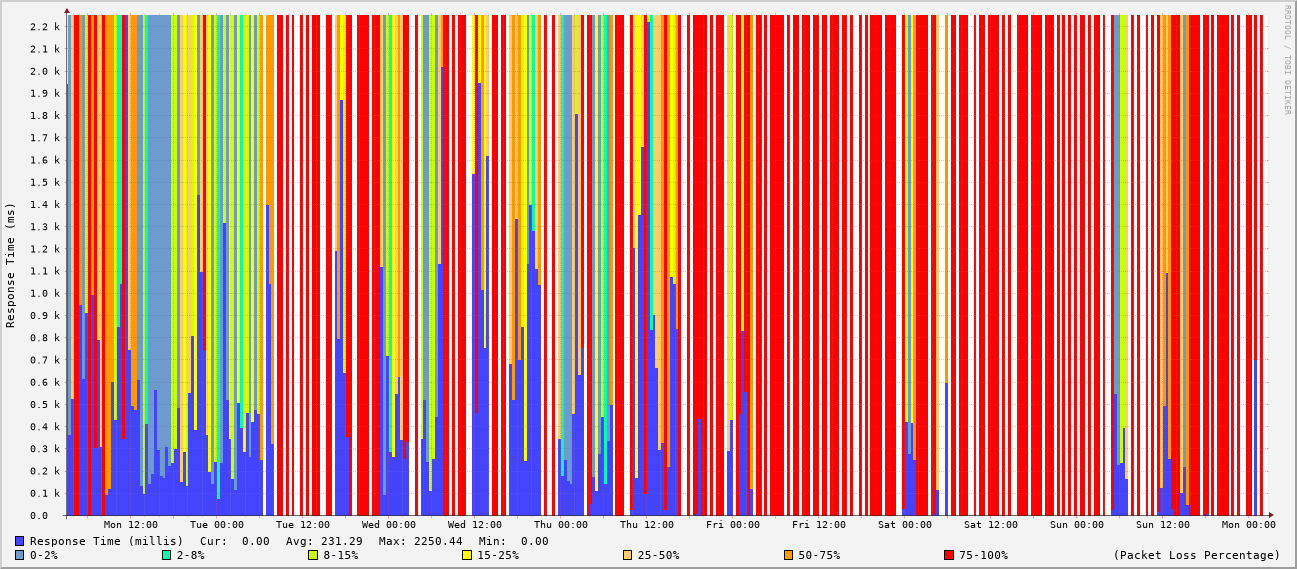 RRDTOOL / TOBI OETIKER
Response Time (ms)
2.2 k
2.1 k
2.0 k
1.9 k
1.8 k
1.7 k
1.6 k
1.5 k
1.4 k
1.3 k
1.2 k
1.1 k
1.0 k
0.9 k
0.8 k
0.7 k
0.6 k
0.5 k
0.4 k
0.3 k
0.2 k
0.1 k
0.0
Mon 12:00 Tue 00:00 Tue 12:00 Wed 00:00 Wed 12:00 Thu 00:00 Thu 12:00 Fri 00:00 Fri 12:00 Sat 00:00 Sat 12:00 Sun 00:00 Sun 12:00 Mon 00:00
Response Time (millis) Cur: 0.00 Avg: 231.29 Max: 2250.44 Min: 0.00
0-2% 2-8% 8-15% 15-25% 25-50% 50-75% 75-100% (Packet Loss Percentage)